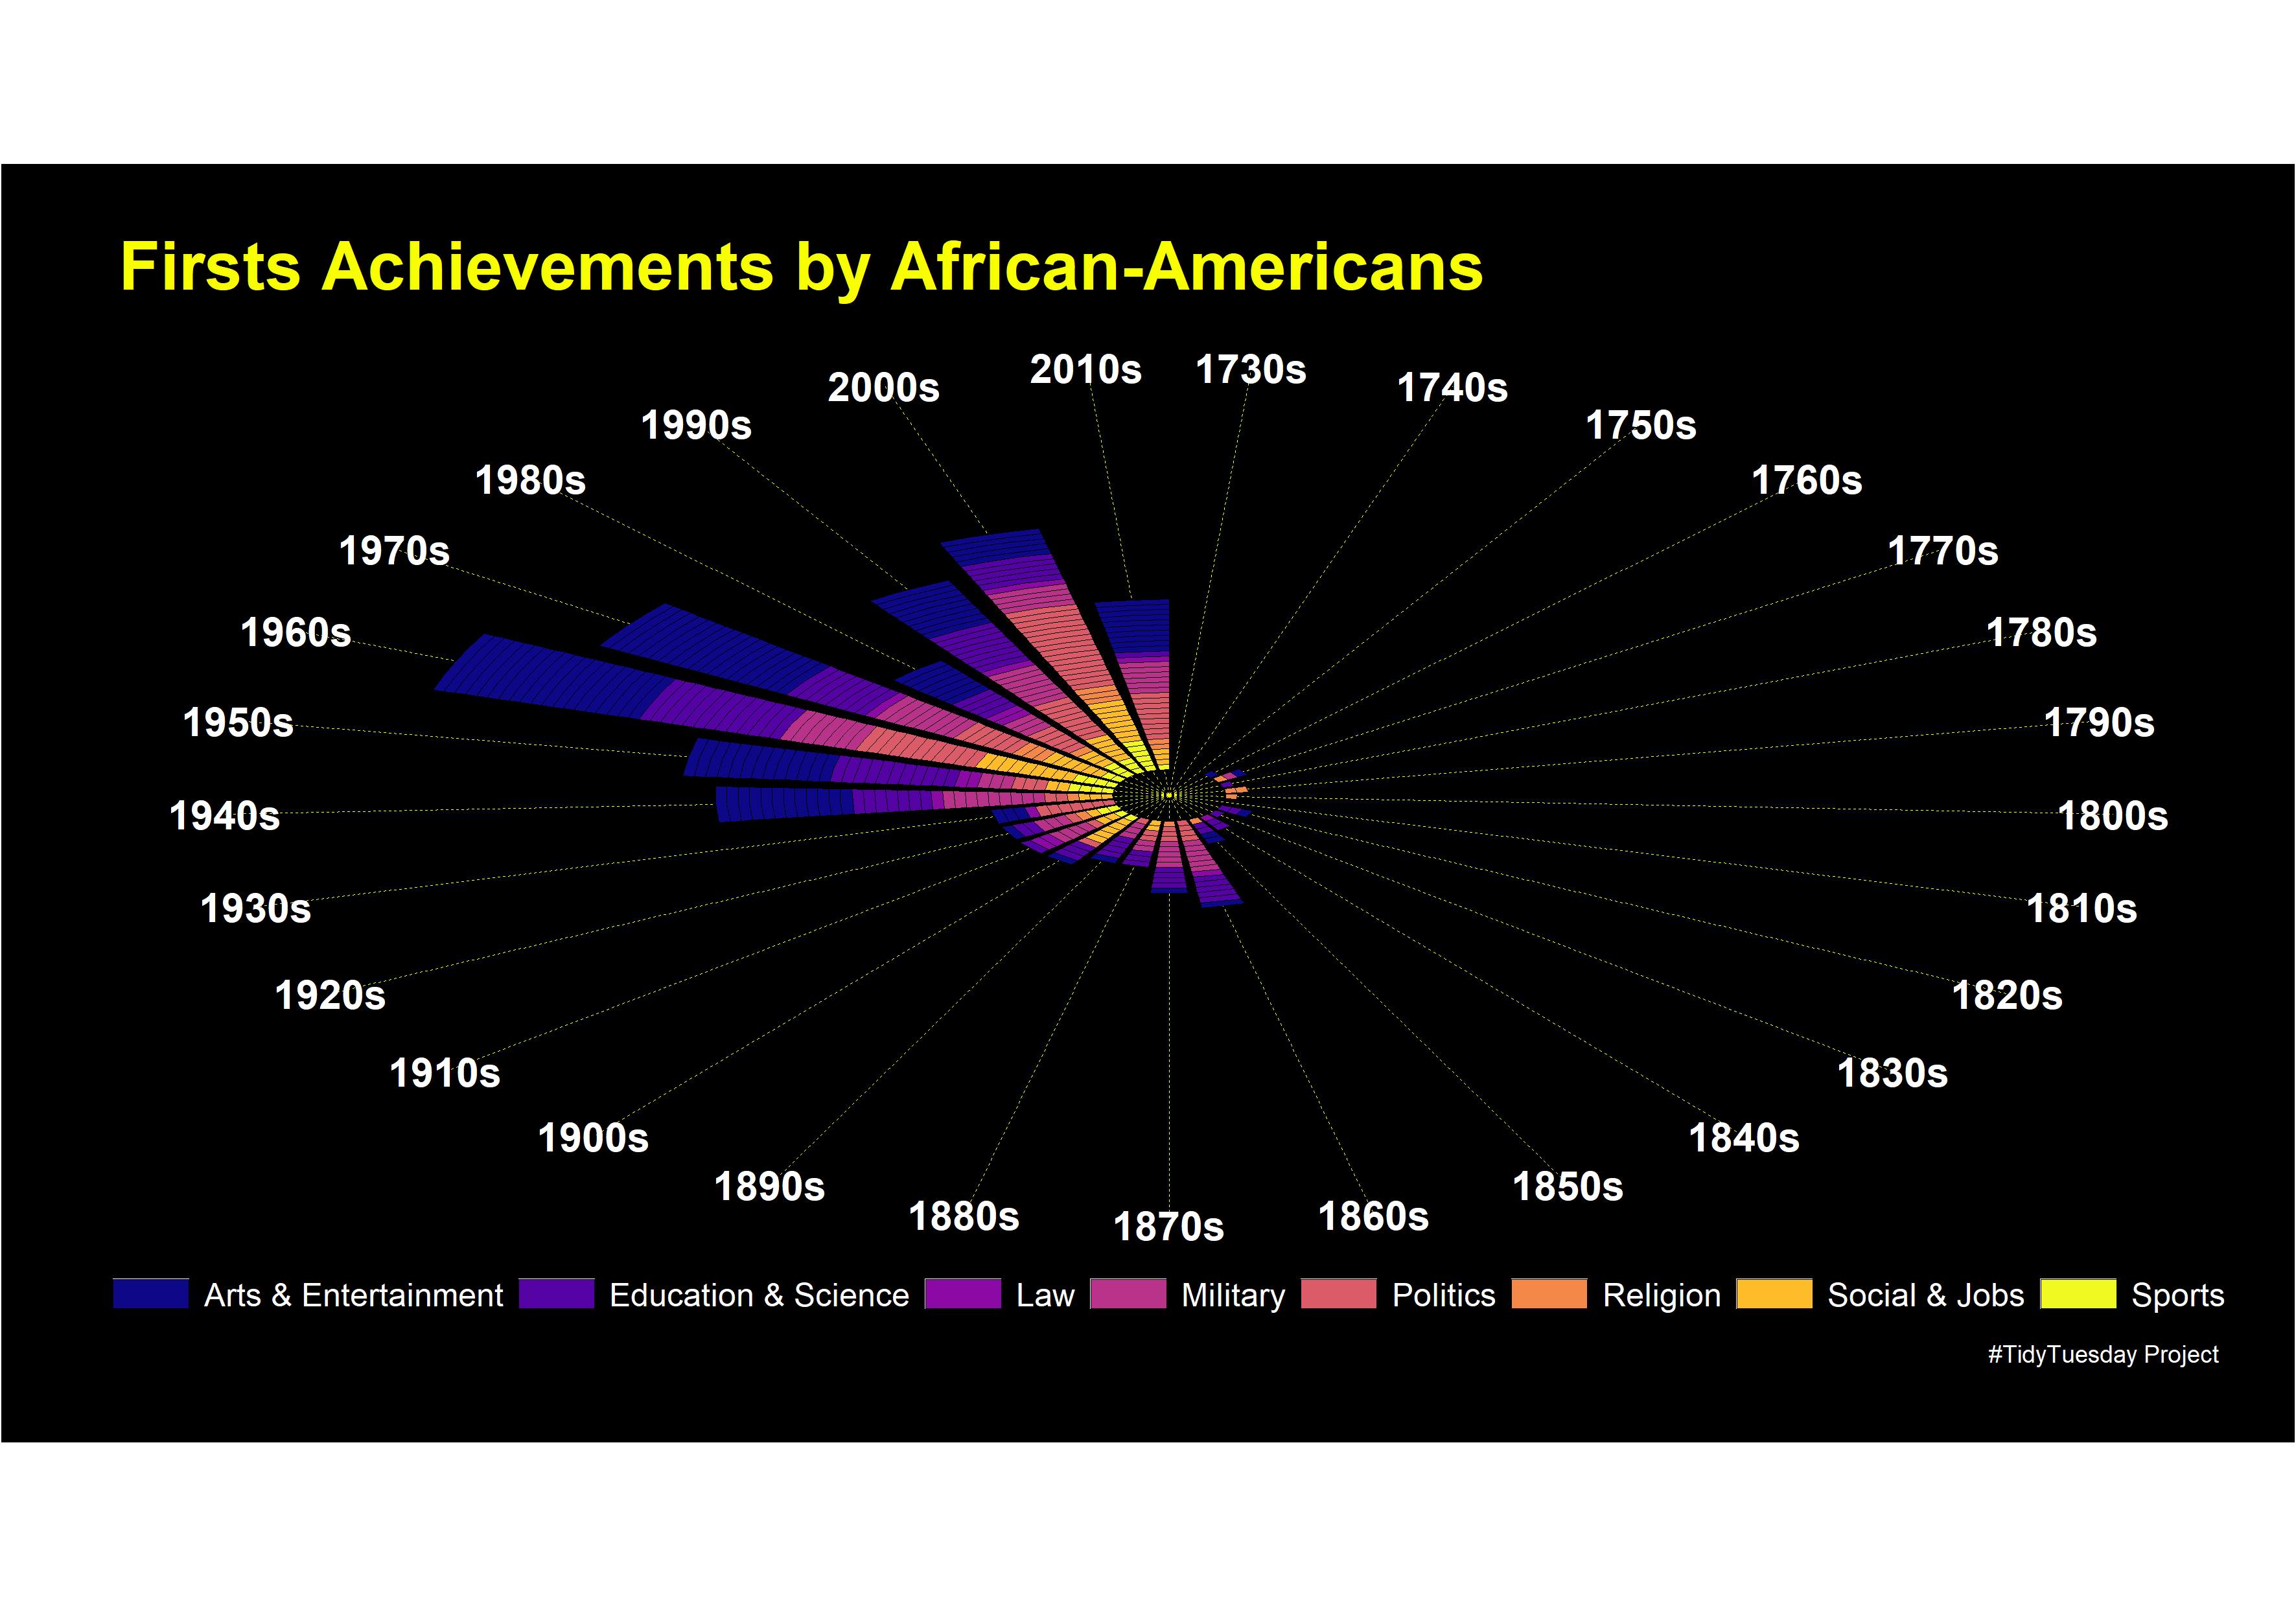 Firsts Achievements by African-Americans
2010s
1730s
2000s
1740s
1990s
1750s
1980s
1760s
1970s
1770s
1960s
1780s
1950s
1790s
1940s
1800s
1930s
1810s
1920s
1820s
1910s
1830s
1900s
1840s
1890s
1850s
1880s
1860s
1870s
Arts & Entertainment Education & Science Law Military Politics Religion Social & Jobs Sports
#TidyTuesday Project